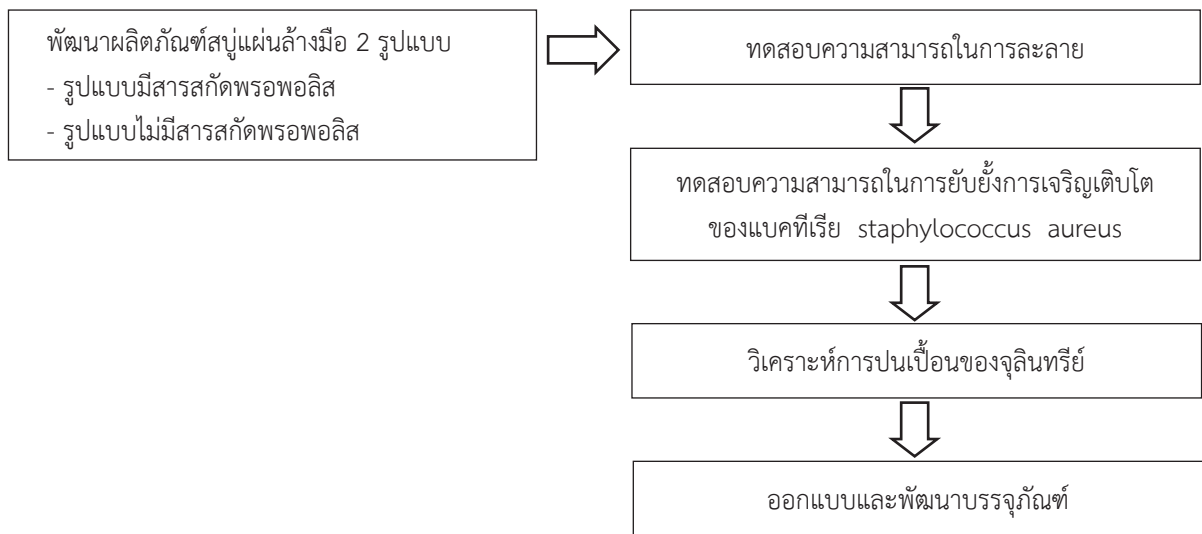 พัฒนาผลิตภัณฑ์สบู่แผ่นล้างมือ 2 รูปแบบ
- รูปแบบมีสารสกัดพรอพอลิส
- รูปแบบไม่มีสารสกัดพรอพอลิส
ทดสอบความสามารถในการละลาย
ทดสอบความสามารถในการยับยั้งการเจริญเติบโต
ของแบคทีเรีย staphylococcus aureus
วิเคราะห์การปนเปื้อนของจุลินทรีย์
ออกแบบและพัฒนาบรรจุภัณฑ์